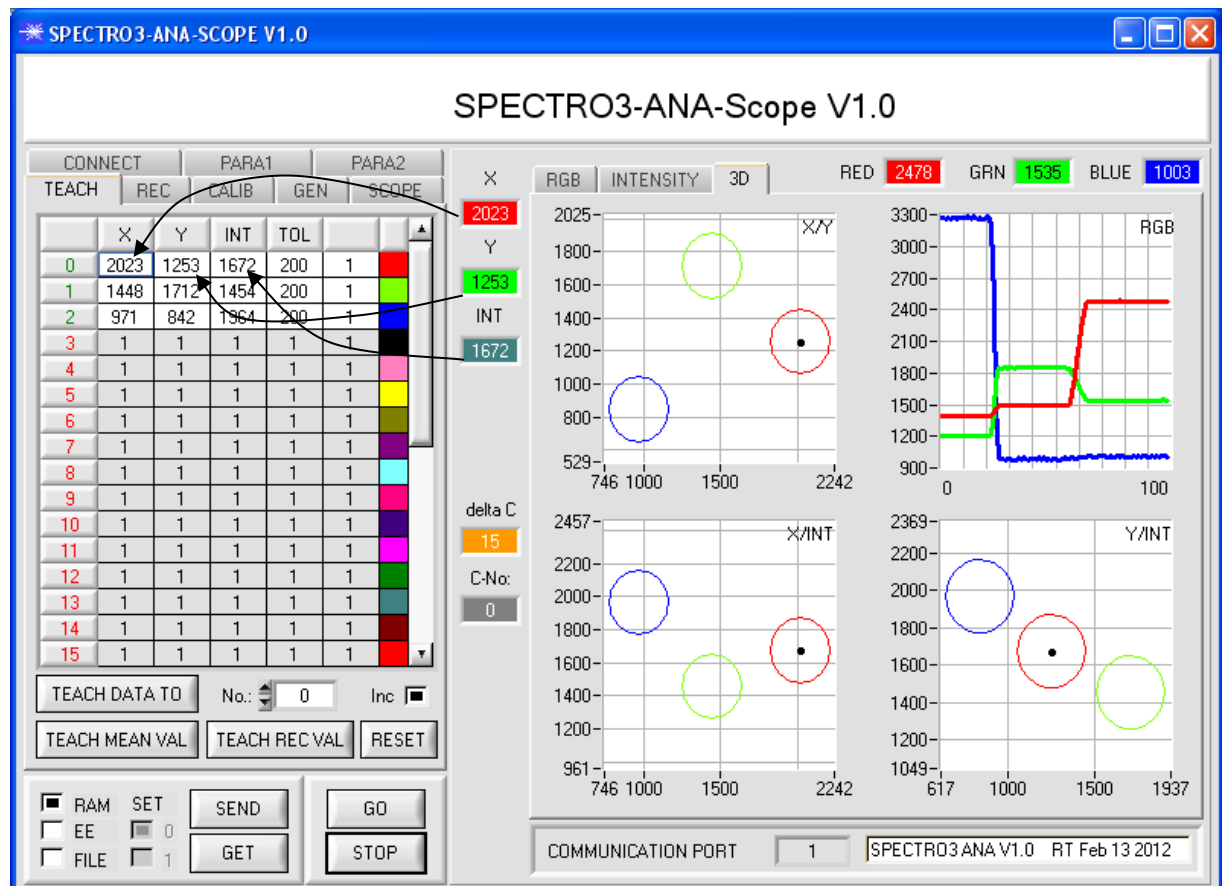 SPECTRO3-ANA-SCOPE V1.0
SPECTRO3-ANA-Scope V1.0
CONNECT PARA1 PARA2
TEACH REC CALIB GEN SCOPE
X Y INT TOL
0 2023 1253 1672 200 1
1 1448 1712 1454 200 1
2 971 842 1964 200 1
3 1 1 1 1 1
4 1 1 1 1 1
5 1 1 1 1 1
6 1 1 1 1 1
7 1 1 1 1 1
8 1 1 1 1 1
9 1 1 1 1 1
10 1 1 1 1 1
11 1 1 1 1 1
12 1 1 1 1 1
13 1 1 1 1 1
14 1 1 1 1 1
15 1 1 1 1 1
TEACH DATA TO No.: 0 Inc
TEACH MEAN VAL TEACH REC VAL RESET
RAM SET SEND GO
EE 0
FILE 1 GET STOP
X
2023
Y
1253
INT
1672
delta C
15
C-No:
0
RGB INTENSITY 3D RED 2478 GRN 1535 BLUE 1003
X/Y
2025
1800
1600
1400
1200
1000
800
529
746 1000 1500 2242
RGB
3300
3000
2700
2400
2100
1800
1500
1200
900
0 100
X/INT
2457
2200
2000
1800
1600
1400
1200
961
746 1000 1500 2242
Y/INT
2369
2200
2000
1800
1600
1400
1200
1049
617 1000 1500 1937
COMMUNICATION PORT 1 SPECTRO3 ANA V1.0 RT Feb 13 2012